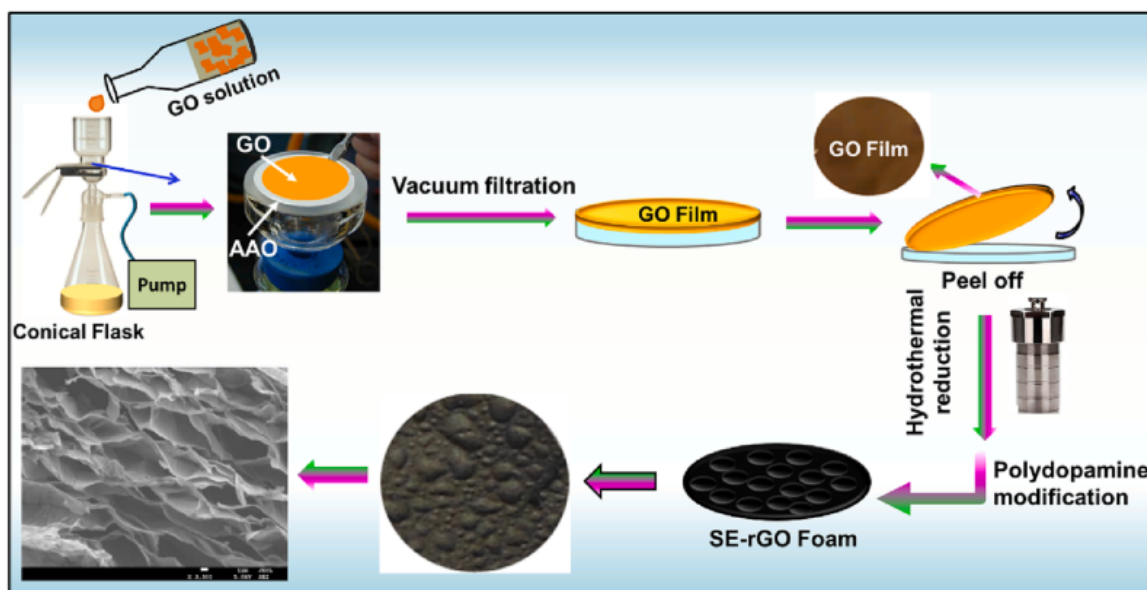 GO solution
GO
AAO
Pump
Conical Flask
Vacuum filtration
GO Film
GO Film
Peel off
Hydrothermal
reduction
Polydopamine
modification
SE-rGO Foam